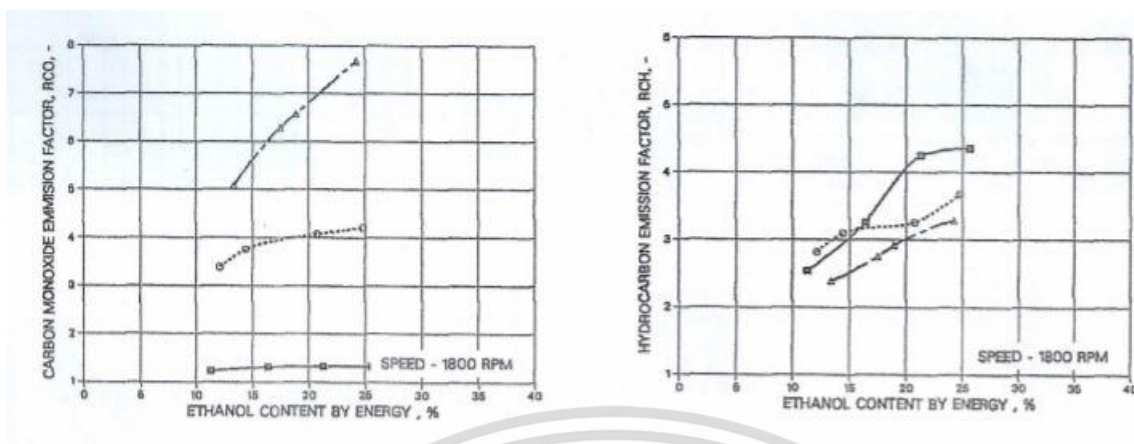 CARBON MONOXIDE EMMISION FACTOR, RCO, -
8
7
6
5
4
3
2
1
SPEED - 1800 RPM
0 5 10 15 20 25 30 35 40
ETHANOL CONTENT BY ENERGY , %
HYDROCARBON EMISSION FACTOR, RCH, -
6
5
4
3
2
1
SPEED - 1800 RPM
0 5 10 15 20 25 30 35 40
ETHANOL CONTENT BY ENERGY , %